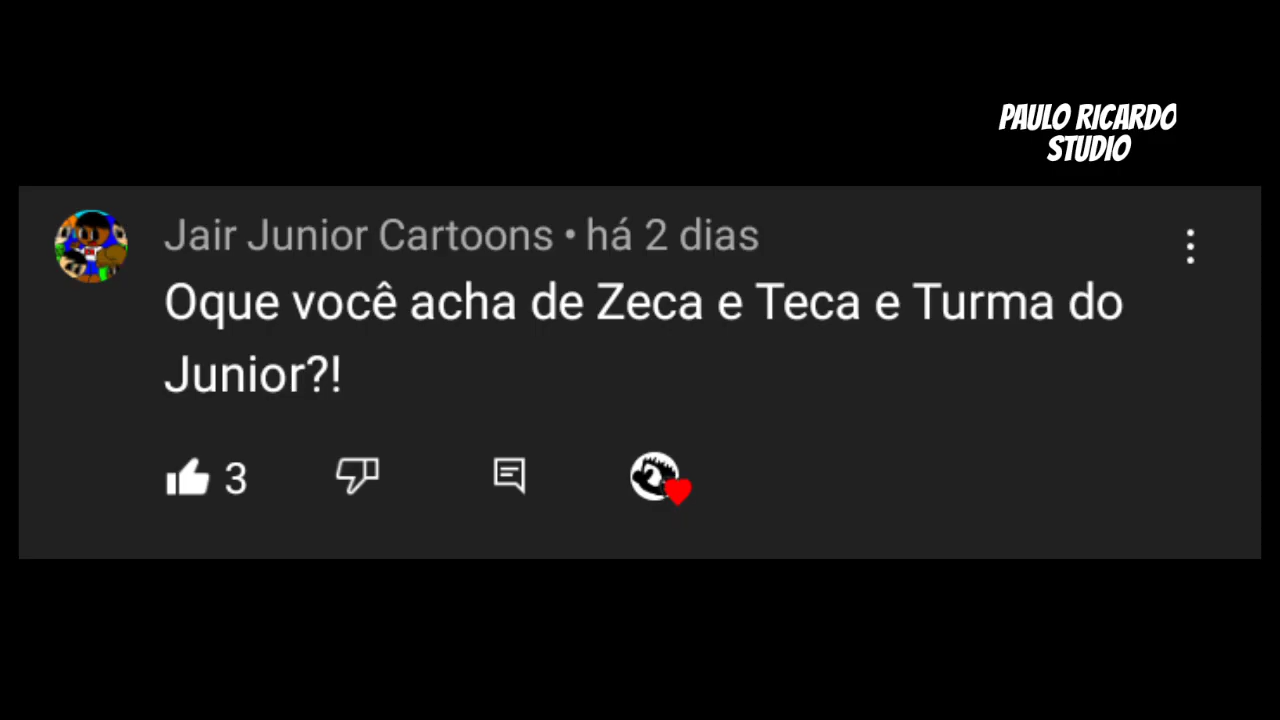 PAULO RICARDO
STUDIO
Jair Junior Cartoons • há 2 dias
Oque você acha de Zeca e Teca e Turma do
Junior?!
3